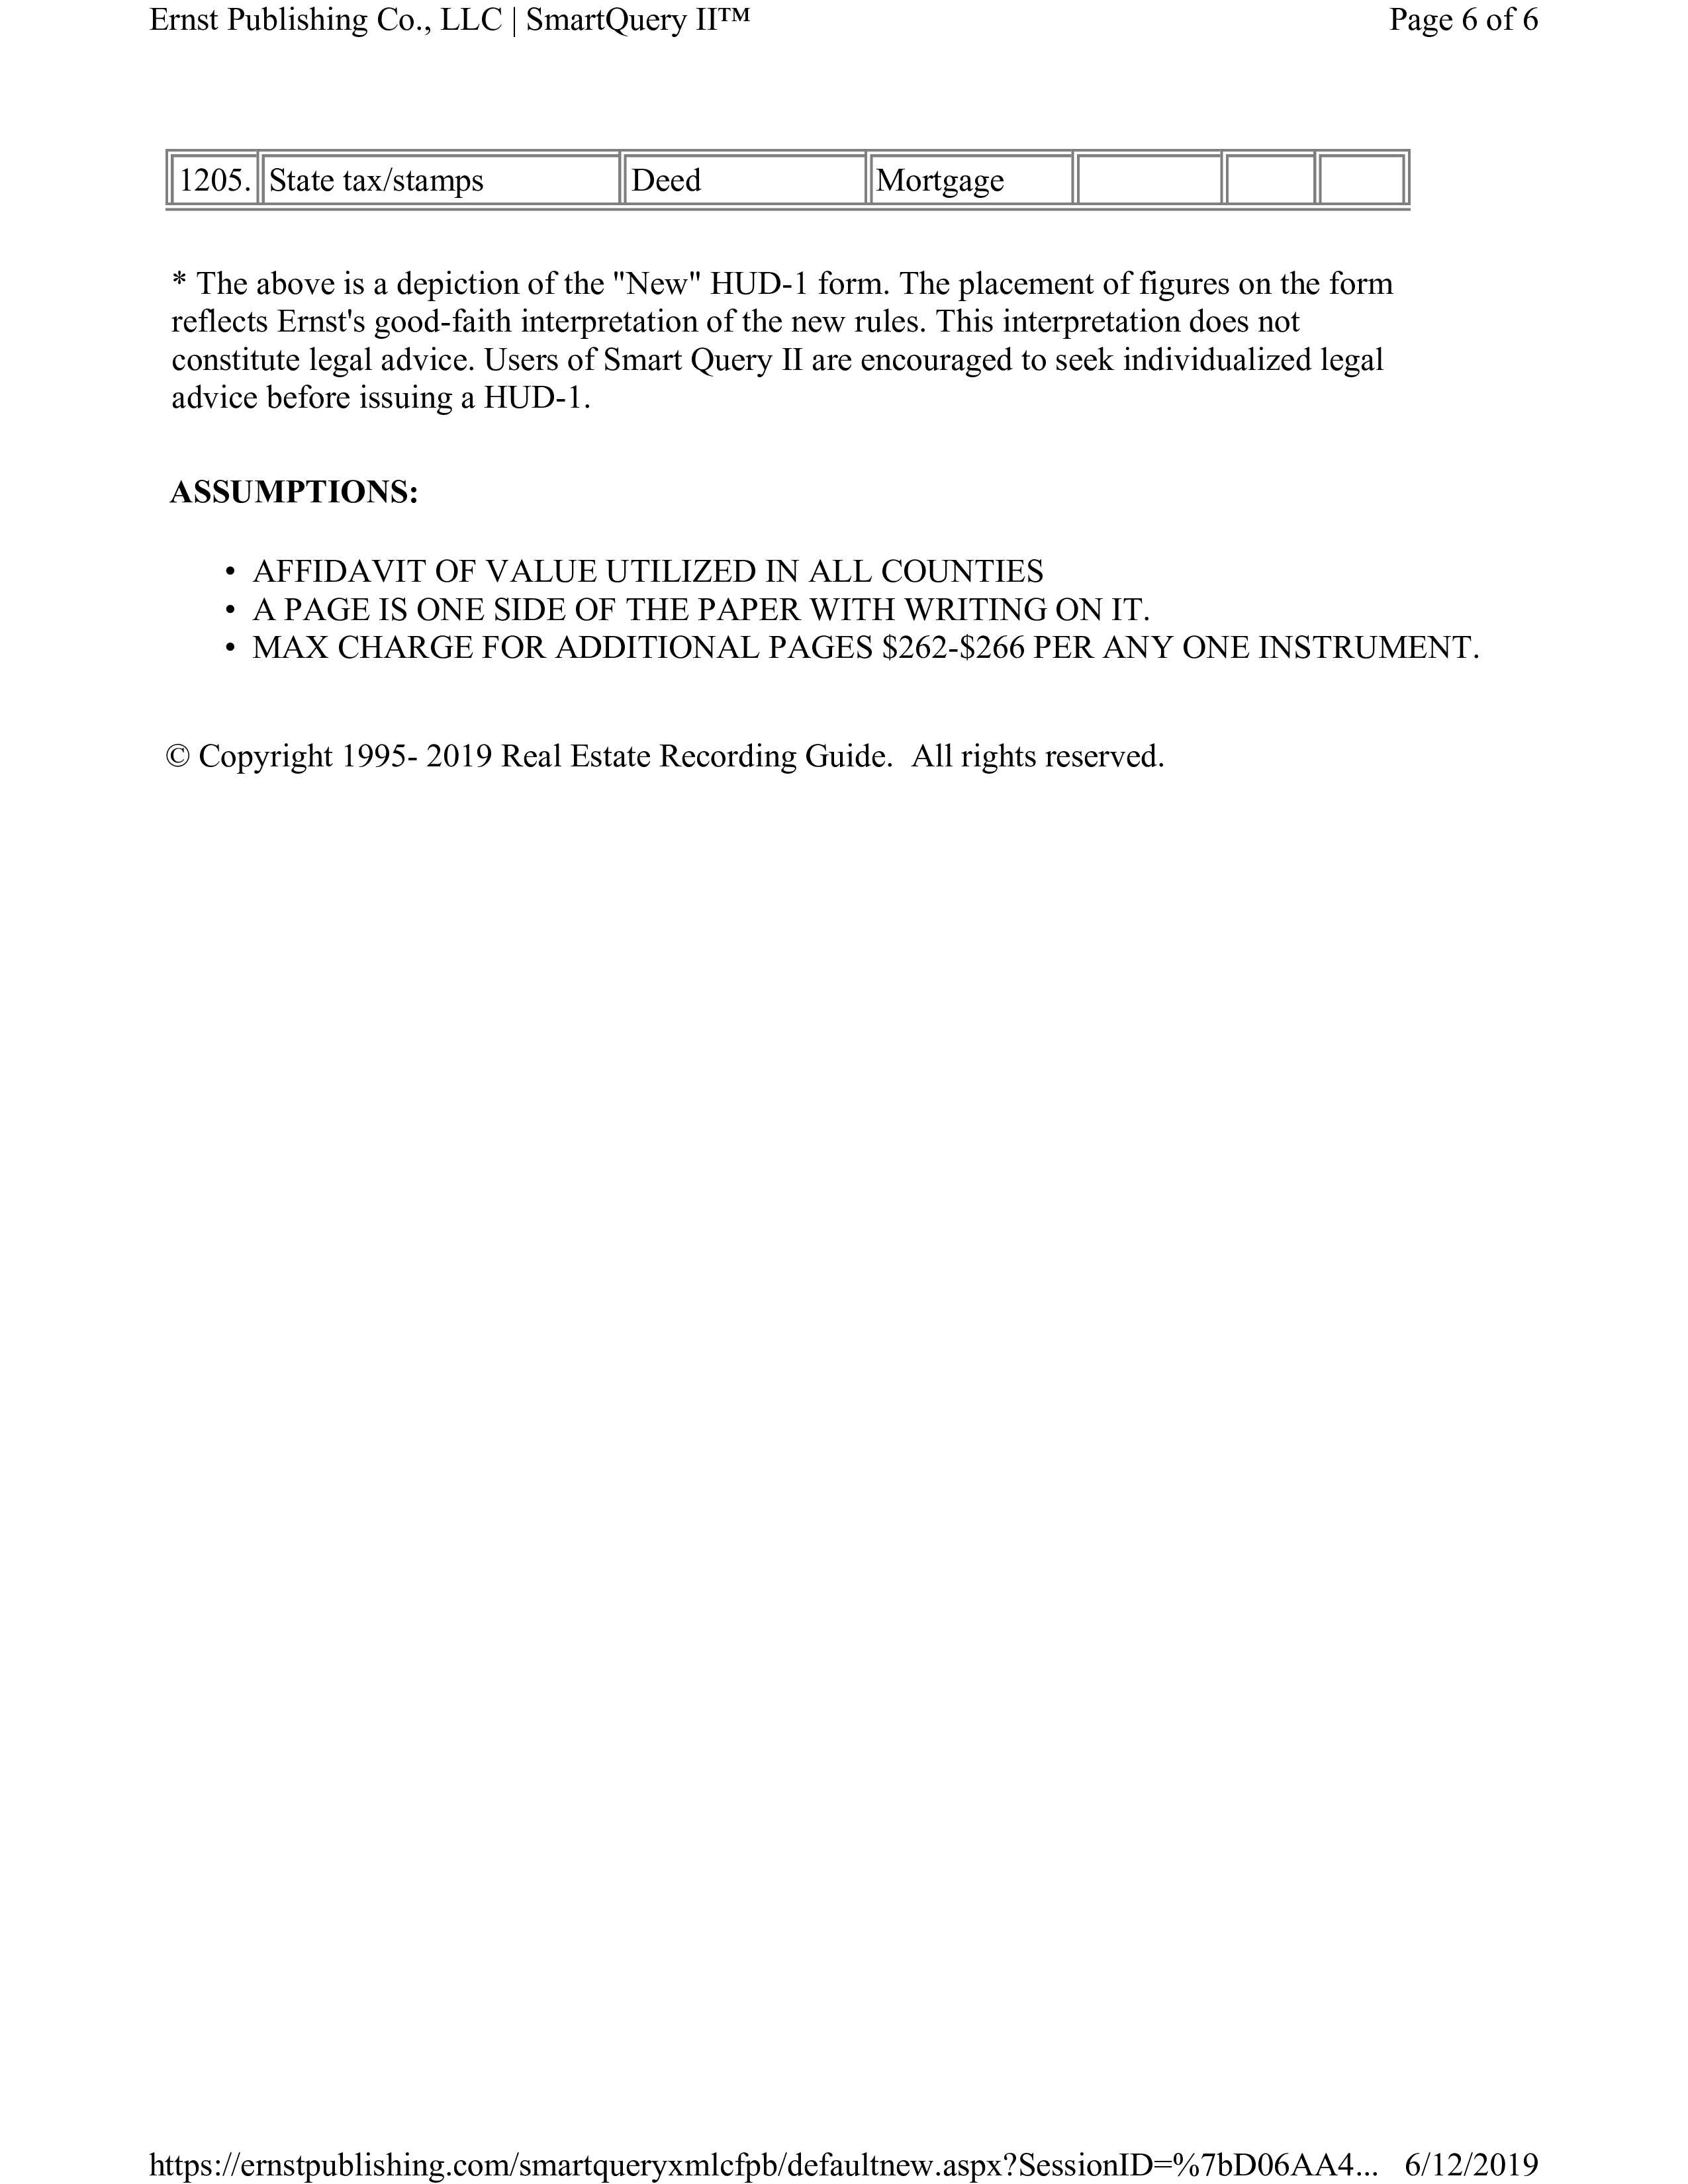 Ernst Publishing Co., LLC | SmartQuery II™ Page 6 of 6
1205. State tax/stamps Deed Mortgage
* The above is a depiction of the "New" HUD-1 form. The placement of figures on the form
reflects Ernst's good-faith interpretation of the new rules. This interpretation does not
constitute legal advice. Users of Smart Query II are encouraged to seek individualized legal
advice before issuing a HUD-1.
ASSUMPTIONS:
• AFFIDAVIT OF VALUE UTILIZED IN ALL COUNTIES
• A PAGE IS ONE SIDE OF THE PAPER WITH WRITING ON IT.
• MAX CHARGE FOR ADDITIONAL PAGES $262-$266 PER ANY ONE INSTRUMENT.
© Copyright 1995- 2019 Real Estate Recording Guide. All rights reserved.
https://ernstpublishing.com/smartqueryxmlcfpb/defaultnew.aspx?SessionID=%7bD06AA4... 6/12/2019